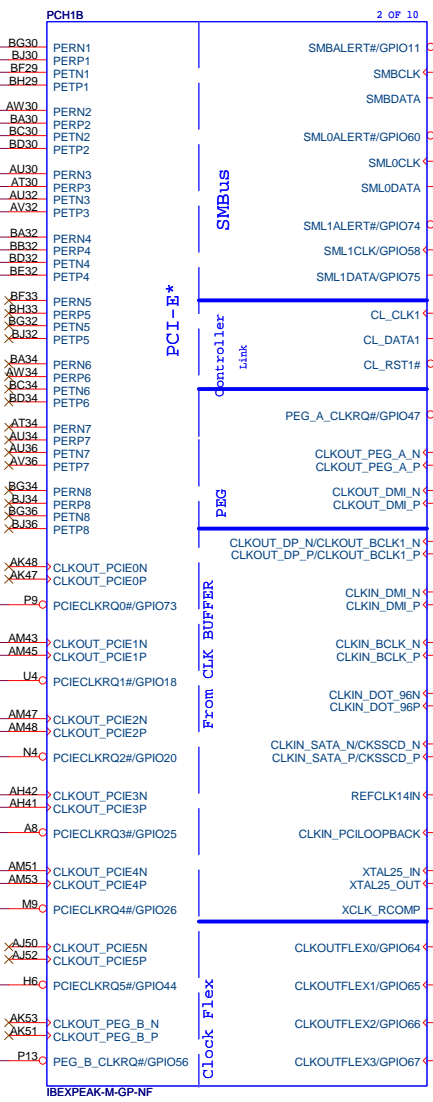 PCH1B 2 OF 10
BG30 PERN1
BJ30 PERP1
BF29 PETN1
BH29 PETP1
AW30 PERN2
BA30 PERP2
BC30 PETN2
BD30 PETP2
AU30 PERN3
AT30 PERP3
AU32 PETN3
AV32 PETP3
BA32 PERN4
BB32 PERP4
BD32 PETN4
BE32 PETP4
BF33 PERN5
BH33 PERP5
BG32 PETN5
BJ32 PETP5
BA34 PERN6
AW34 PERP6
BC34 PETN6
BD34 PETP6
AT34 PERN7
AU34 PERP7
AU36 PETN7
AV36 PETP7
BG34 PERN8
BJ34 PERP8
BG36 PETN8
BJ36 PETP8
AK48 CLKOUT_PCIE0N
AK47 CLKOUT_PCIE0P
P9 PCIECLKRQ0#/GPIO73
AM43 CLKOUT_PCIE1N
AM45 CLKOUT_PCIE1P
U4 PCIECLKRQ1#/GPIO18
AM47 CLKOUT_PCIE2N
AM48 CLKOUT_PCIE2P
N4 PCIECLKRQ2#/GPIO20
AH42 CLKOUT_PCIE3N
AH41 CLKOUT_PCIE3P
A8 PCIECLKRQ3#/GPIO25
AM51 CLKOUT_PCIE4N
AM53 CLKOUT_PCIE4P
M9 PCIECLKRQ4#/GPIO26
AJ50 CLKOUT_PCIE5N
AJ52 CLKOUT_PCIE5P
H6 PCIECLKRQ5#/GPIO44
AK53 CLKOUT_PEG_B_N
AK51 CLKOUT_PEG_B_P
P13 PEG_B_CLKRQ#/GPIO56
PCI-E*
SMBus
Controller
Link
PEG
From CLK BUFFER
Clock Flex
SMBALERT#/GPIO11
SMBCLK
SMBDATA
SML0ALERT#/GPIO60
SML0CLK
SML0DATA
SML1ALERT#/GPIO74
SML1CLK/GPIO58
SML1DATA/GPIO75
CL_CLK1
CL_DATA1
CL_RST1#
PEG_A_CLKRQ#/GPIO47
CLKOUT_PEG_A_N
CLKOUT_PEG_A_P
CLKOUT_DMI_N
CLKOUT_DMI_P
CLKOUT_DP_N/CLKOUT_BCLK1_N
CLKOUT_DP_P/CLKOUT_BCLK1_P
CLKIN_DMI_N
CLKIN_DMI_P
CLKIN_BCLK_N
CLKIN_BCLK_P
CLKIN_DOT_96N
CLKIN_DOT_96P
CLKIN_SATA_N/CKSSCD_N
CLKIN_SATA_P/CKSSCD_P
REFCLK14IN
CLKIN_PCILOOPBACK
XTAL25_IN
XTAL25_OUT
XCLK_RCOMP
CLKOUTFLEX0/GPIO64
CLKOUTFLEX1/GPIO65
CLKOUTFLEX2/GPIO66
CLKOUTFLEX3/GPIO67
IBEXPEAK-M-GP-NF